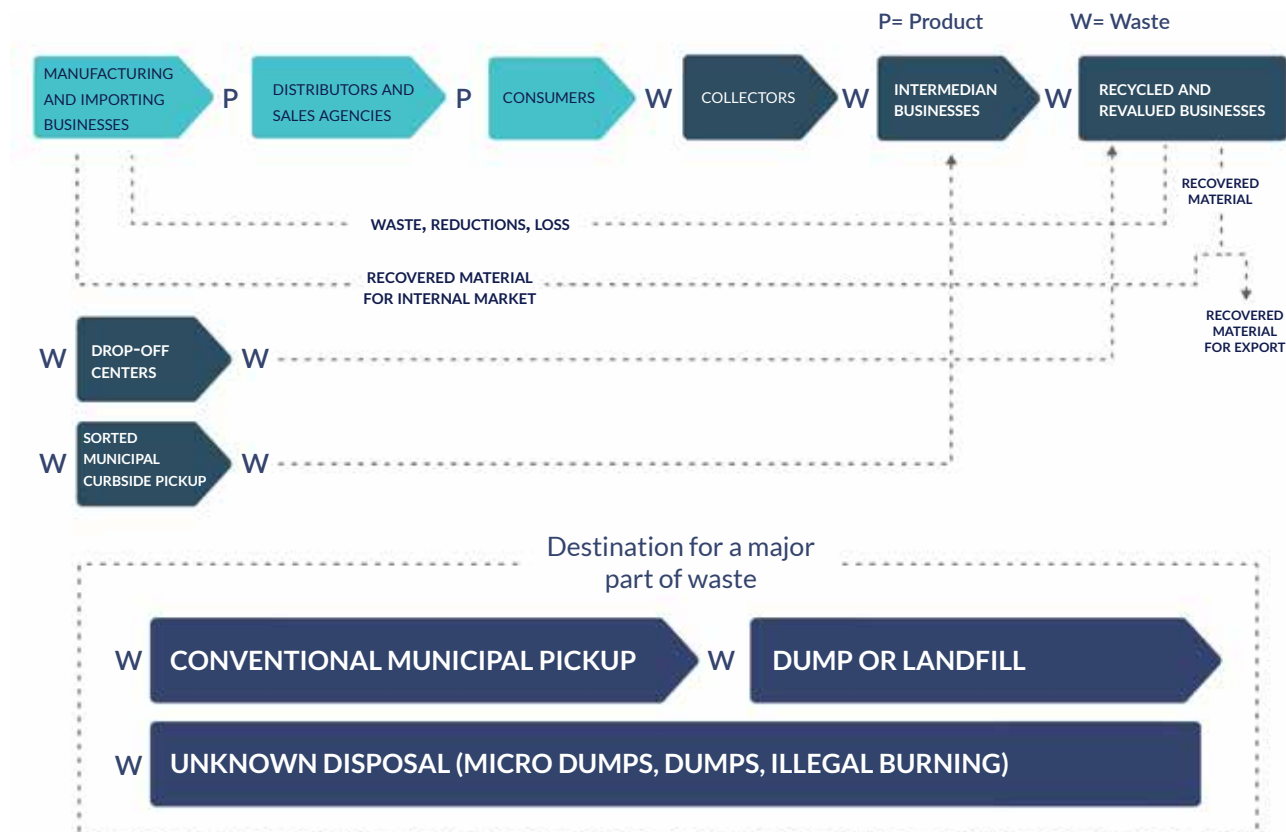 P= Product
W= Waste
MANUFACTURING
AND IMPORTING
BUSINESSES
P
DISTRIBUTORS AND
SALES AGENCIES
P
CONSUMERS
W
COLLECTORS
W
INTERMEDIAN
BUSINESSES
W
RECYCLED AND
REVALUED BUSINESSES
RECOVERED
MATERIAL
WASTE, REDUCTIONS, LOSS
RECOVERED MATERIAL
FOR INTERNAL MARKET
RECOVERED
MATERIAL
FOR EXPORT
W
DROP-OFF
CENTERS
W
W
SORTED
MUNICIPAL
CURBSIDE PICKUP
W
Destination for a major
part of waste
W
CONVENTIONAL MUNICIPAL PICKUP
W
DUMP OR LANDFILL
W
UNKNOWN DISPOSAL (MICRO DUMPS, DUMPS, ILLEGAL BURNING)